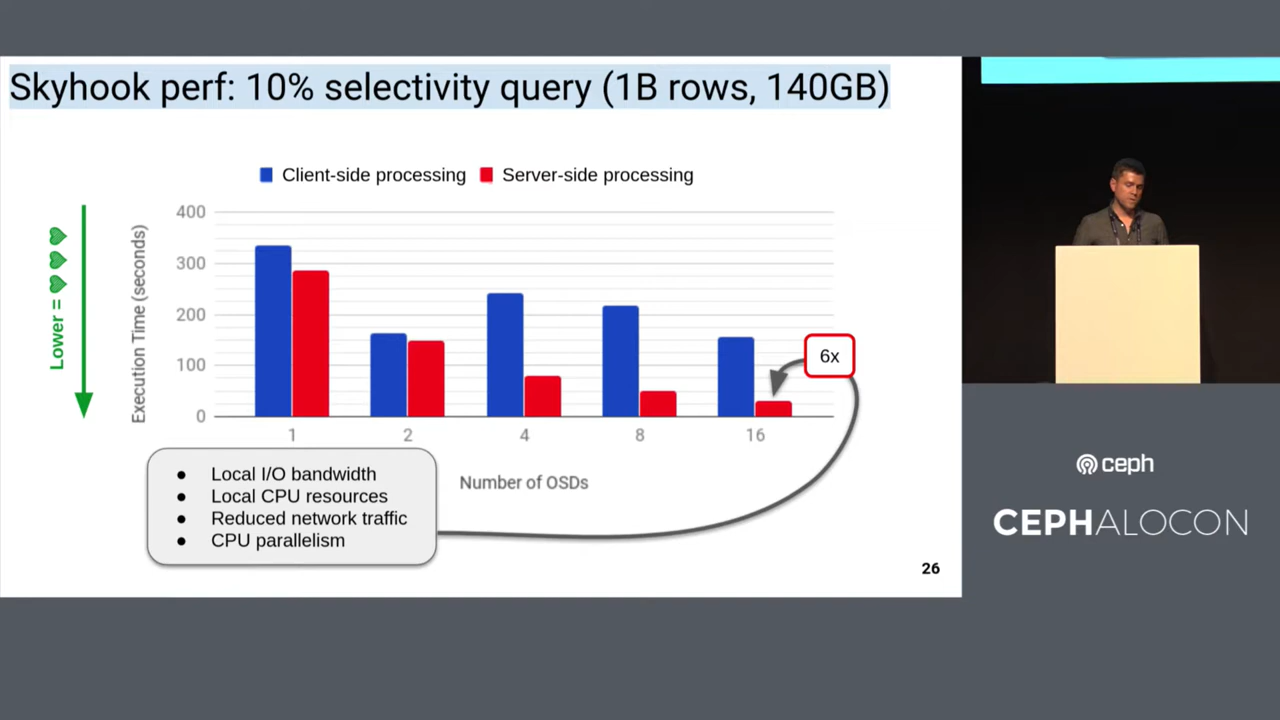 Skyhook perf: 10% selectivity query (1B rows, 140GB)
Client-side processing
Server-side processing
Lower =
Execution Time (seconds)
400
300
200
100
0
1
2
4
8
16
Number of OSDs
6x
● Local I/O bandwidth
● Local CPU resources
● Reduced network traffic
● CPU parallelism
26
ceph
CEPHALOCON